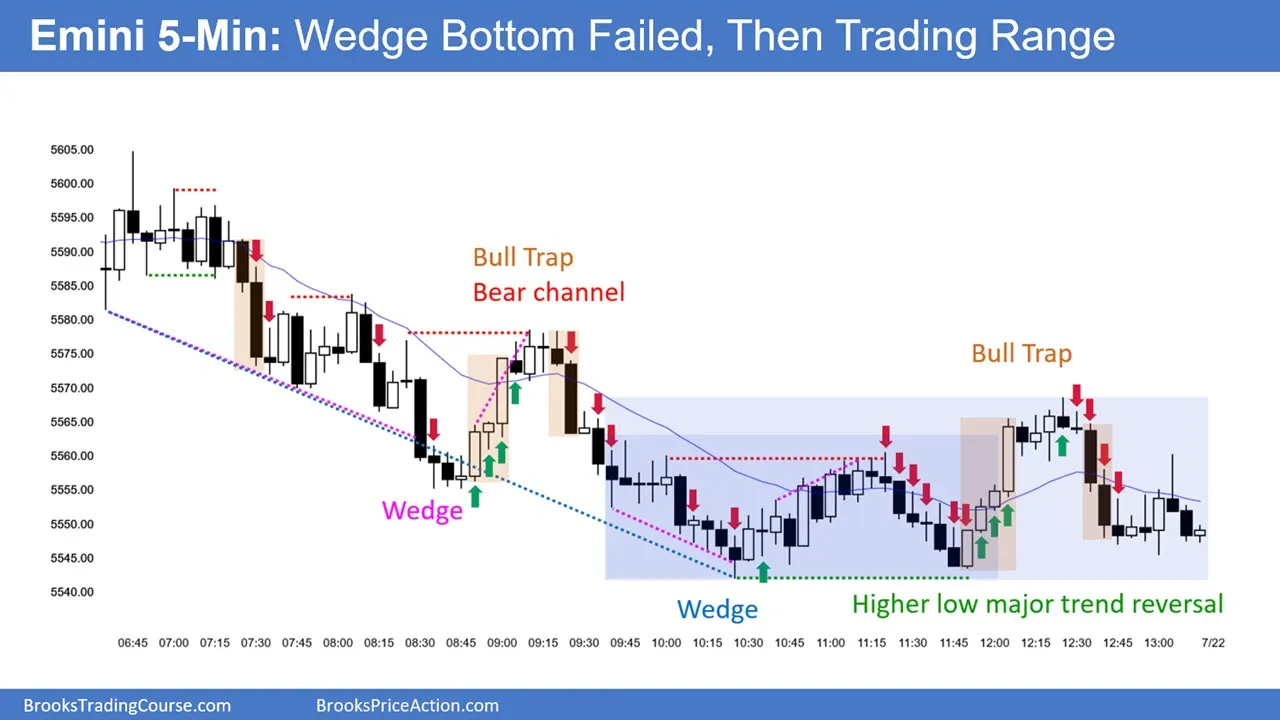 Emini 5-Min: Wedge Bottom Failed, Then Trading Range
5605.00
5600.00
5595.00
5590.00
5585.00
5580.00
5575.00
5570.00
5565.00
5560.00
5555.00
5550.00
5545.00
5540.00
Bull Trap
Bear channel
Bull Trap
Wedge
Wedge
Higher low major trend reversal
06:45 07:00 07:15 07:30 07:45 08:00 08:15 08:30 08:45 09:00 09:15 09:30 09:45 10:00 10:15 10:30 10:45 11:00 11:15 11:30 11:45 12:00 12:15 12:30 12:45 13:00 7/22
BrooksTradingCourse.com BrooksPriceAction.com